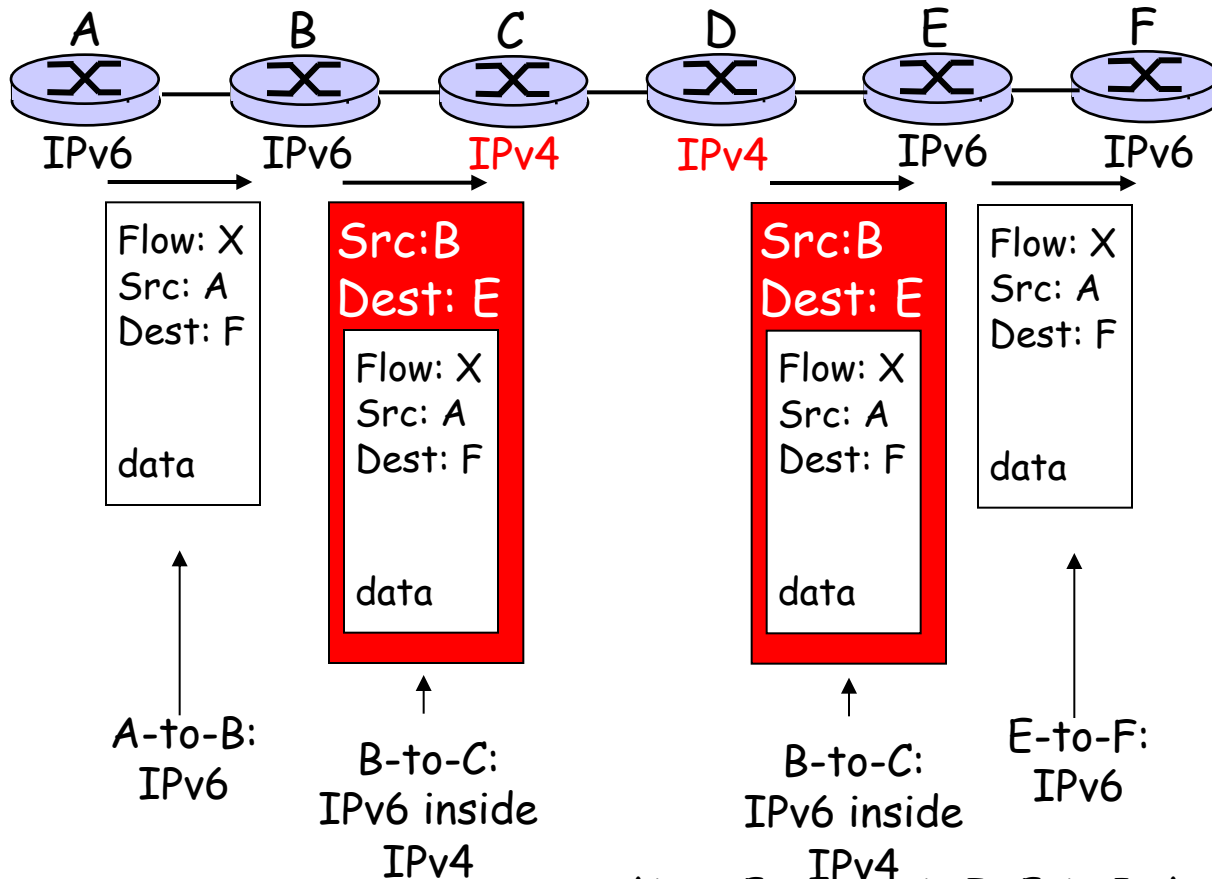 A B C D E F
IPv6 IPv6 IPv4 IPv4 IPv6 IPv6
Flow: X
Src: A
Dest: F
data
Src:B
Dest: E
Flow: X
Src: A
Dest: F
data
Src:B
Dest: E
Flow: X
Src: A
Dest: F
data
Flow: X
Src: A
Dest: F
data
A-to-B:
IPv6
B-to-C:
IPv6 inside
IPv4
B-to-C:
IPv6 inside
IPv4
E-to-F:
IPv6